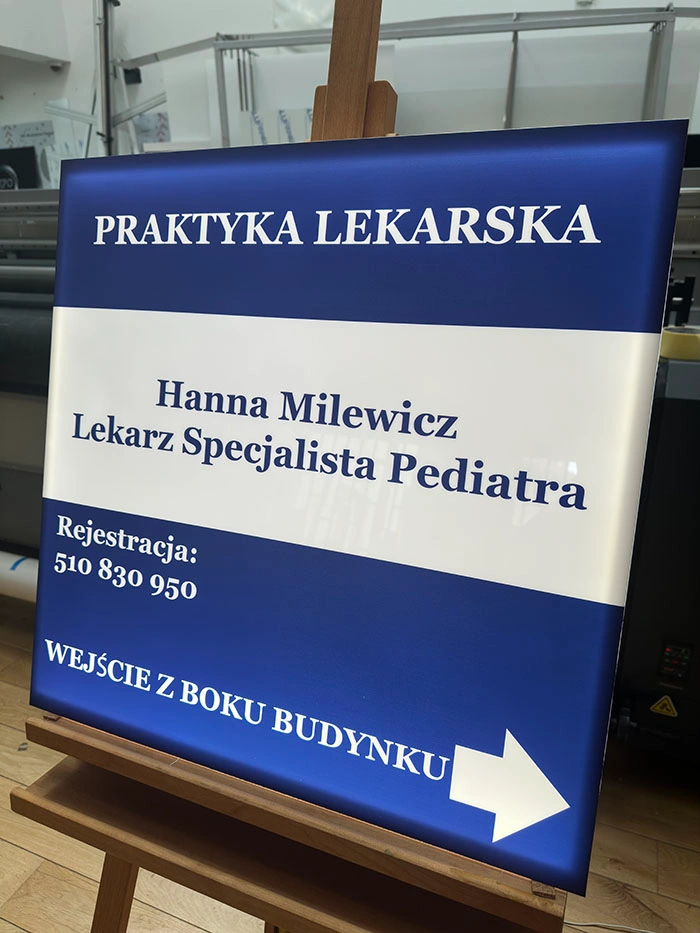 PRAKTYKA LEKARSKA
Hanna Milewicz
Lekarz Specjalista Pediatra
Rejestracja:
510 830 950
WEJŚCIE Z BOKU BUDYNKU